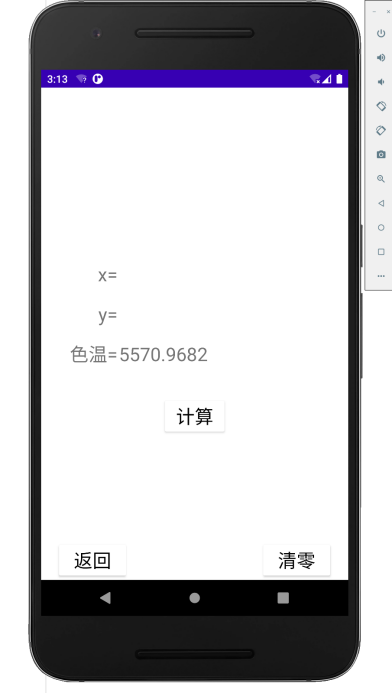 3:13
x=
y=
色温=5570.9682
计算
返回 清零